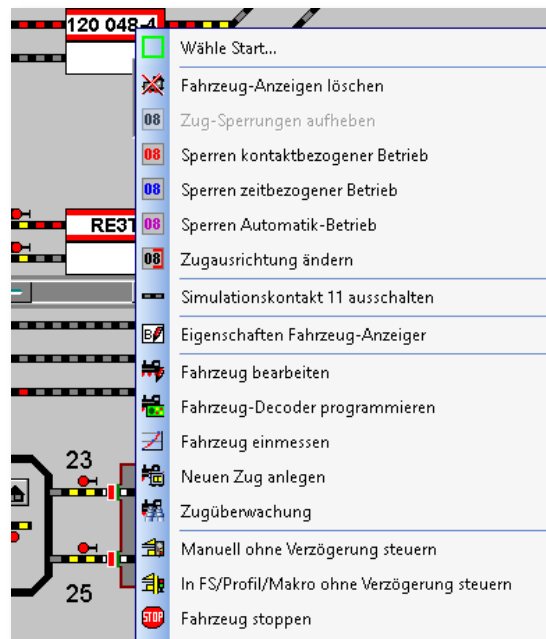 120 048-4
Wähle Start...
Fahrzeug-Anzeigen löschen
08 Zug-Sperrungen aufheben
08 Sperren kontaktbezogener Betrieb
08 Sperren zeitbezogener Betrieb
RE3T
08 Sperren Automatik-Betrieb
08 Zugausrichtung ändern
Simulationskontakt 11 ausschalten
Eigenschaften Fahrzeug-Anzeiger
Fahrzeug bearbeiten
Fahrzeug-Decoder programmieren
Fahrzeug einmessen
23
Neuen Zug anlegen
Zugüberwachung
Manuell ohne Verzögerung steuern
In FS/Profil/Makro ohne Verzögerung steuern
25
STOP Fahrzeug stoppen